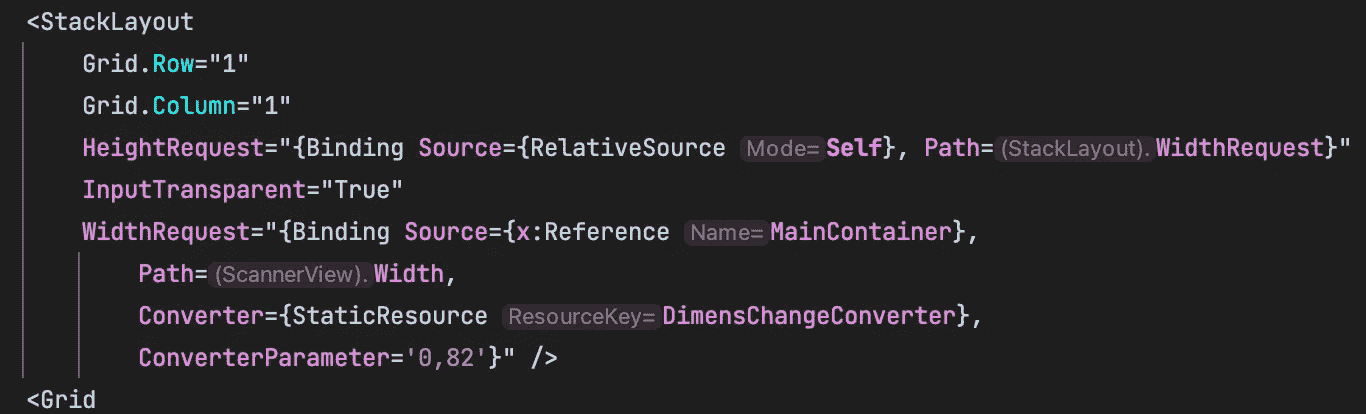 <StackLayout
Grid.Row="1"
Grid.Column="1"
HeightRequest="{Binding Source={RelativeSource Mode=Self}, Path=(StackLayout).WidthRequest}"
InputTransparent="True"
WidthRequest="{Binding Source={x:Reference Name=MainContainer},
Path=(ScannerView).Width,
Converter={StaticResource ResourceKey=DimensChangeConverter},
ConverterParameter='0,82'}" />
<Grid